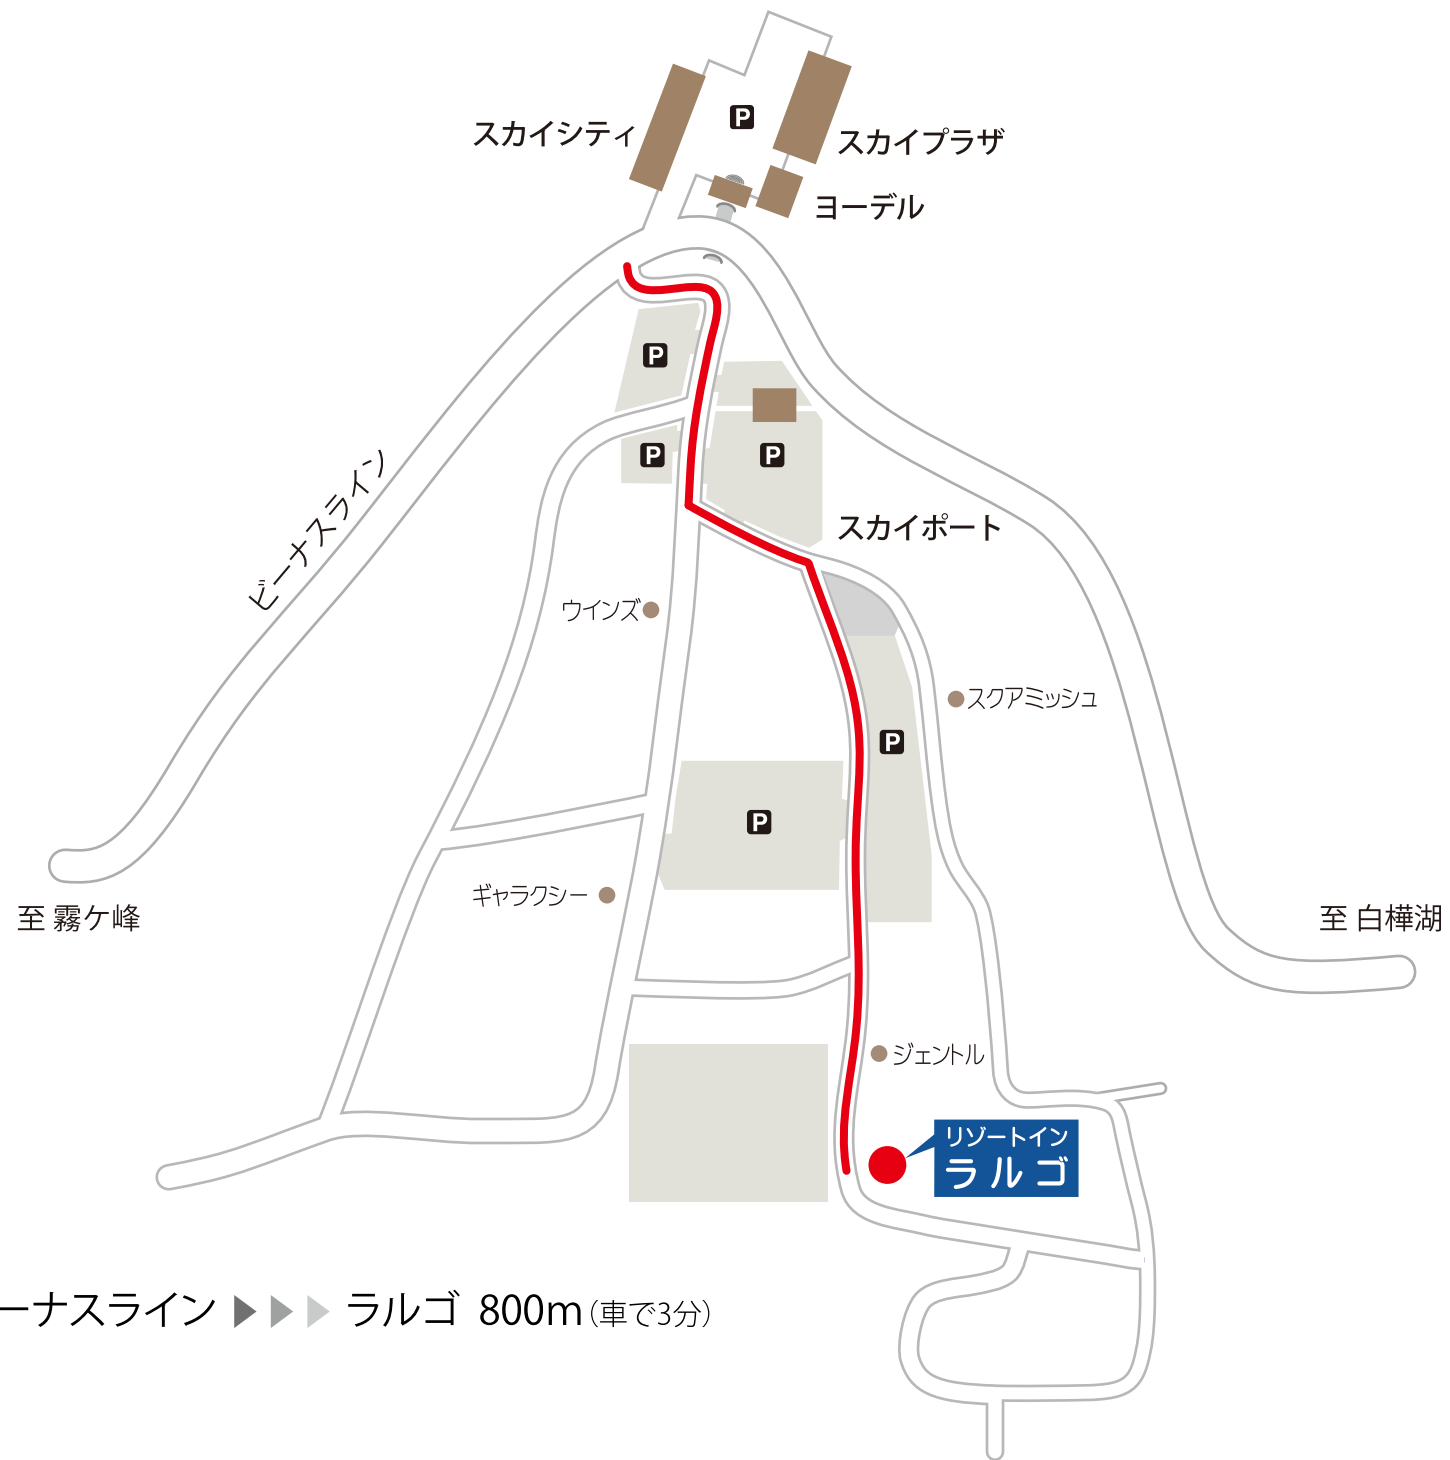 P
スカイシティ
スカイプラザ
ヨーデル
P
P
P
ビーナスライン
スカイポート
ウインズ
スクアミッシュ
P
P
ギャラクシー
至 霧ケ峰
至 白樺湖
ジェントル
リゾートイン
ラルゴ
ーナスライン ▶▶▶ ラルゴ 800m（車で3分）